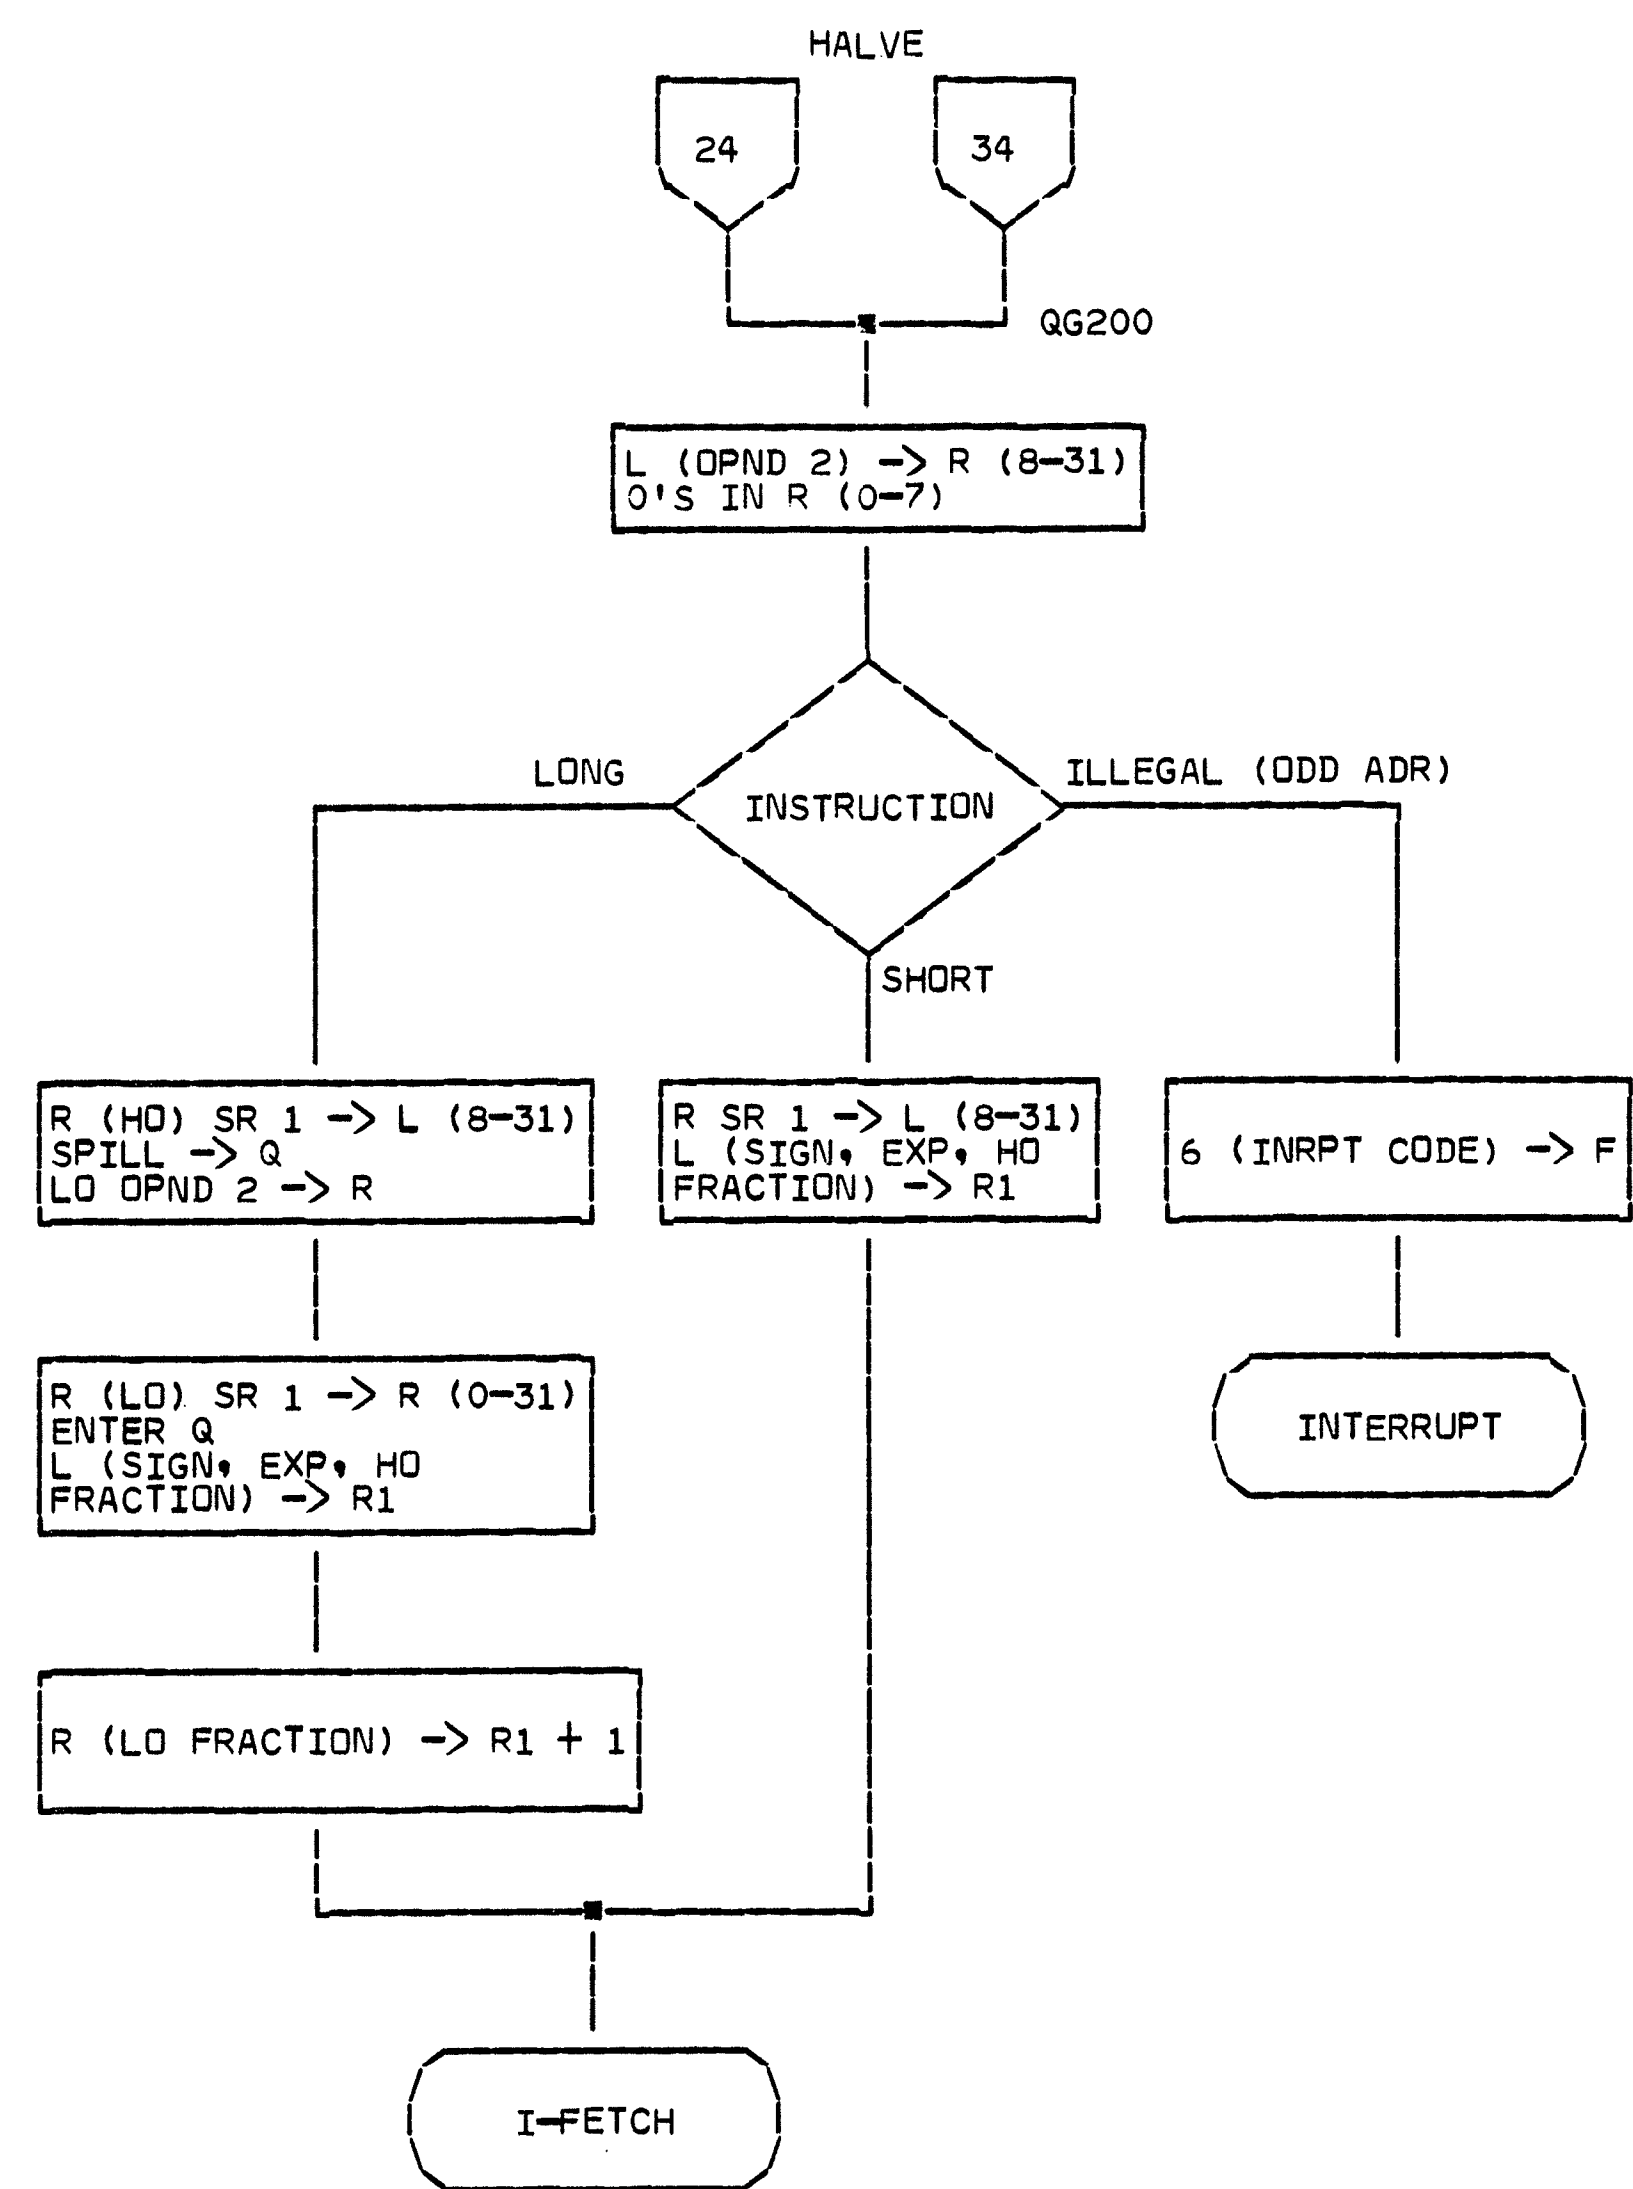 HALVE
24
34
QG200
L (OPND 2) —> R (8—31)
0'S IN R (0—7)
LONG
ILLEGAL (ODD ADR)
INSTRUCTION
SHORT
R (HO) SR 1 —> L (8—31)
SPILL —> Q
LO OPND 2 —> R
R SR 1 —> L (8—31)
L (SIGN, EXP, HO
FRACTION) —> R1
6 (INRPT CODE) —> F
R (LO) SR 1 —> R (0—31)
ENTER Q
L (SIGN, EXP, HO
FRACTION) —> R1
INTERRUPT
R (LO FRACTION) —> R1 + 1
I—FETCH